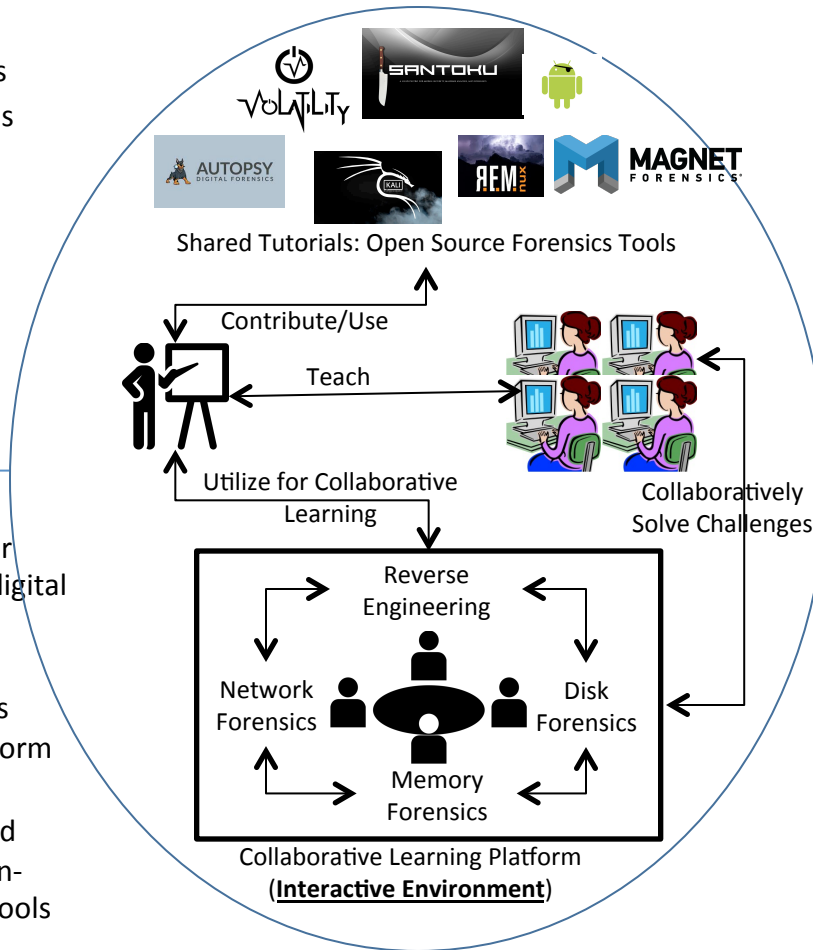 s
s
VOLATILITY
SANTOKU
AUTOPSY
DIGITAL FORENSICS
KALI
REMnux
MAGNET
FORENSICS
Shared Tutorials: Open Source Forensics Tools
Contribute/Use
Teach
Utilize for Collaborative
Learning
Collaboratively
Solve Challenges
r
digital
s
orm
d
n-
ools
Reverse
Engineering
Network
Forensics
Disk
Forensics
Memory
Forensics
Collaborative Learning Platform
(Interactive Environment)